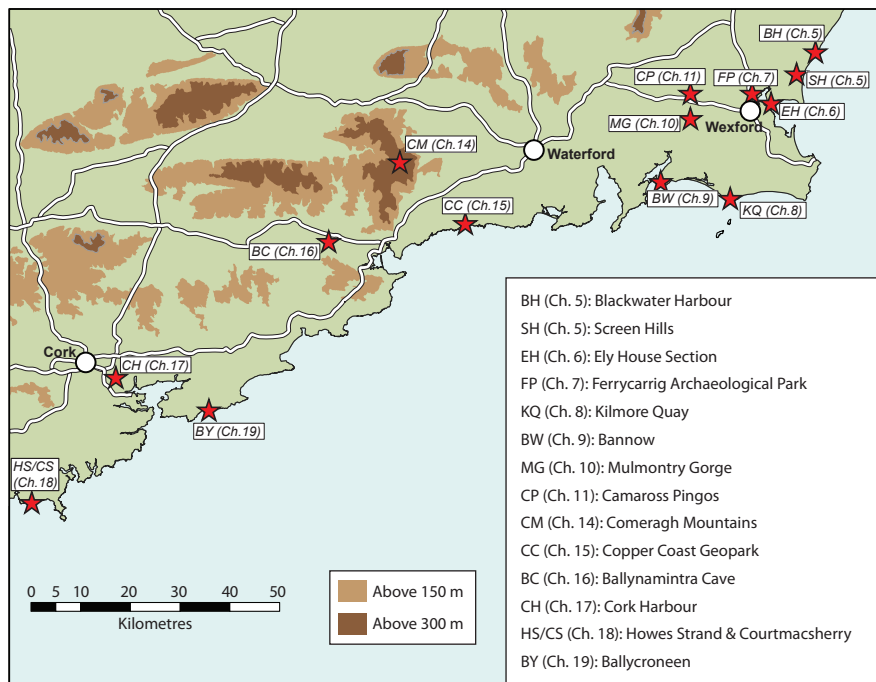 BH (Ch.5)
SH (Ch.5)
CP (Ch.11)
FP (Ch.7)
EH (Ch.6)
MG (Ch.10)
Wexford
CM (Ch.14)
Waterford
BW (Ch.9)
KQ (Ch.8)
CC (Ch.15)
BC (Ch.16)
Cork
CH (Ch.17)
BY (Ch.19)
HS/CS
(Ch.18)
BH (Ch. 5): Blackwater Harbour
SH (Ch. 5): Screen Hills
EH (Ch. 6): Ely House Section
FP (Ch. 7): Ferrycarrig Archaeological Park
KQ (Ch. 8): Kilmore Quay
BW (Ch. 9): Bannow
MG (Ch. 10): Mulmontry Gorge
CP (Ch. 11): Camaross Pingos
CM (Ch. 14): Comeragh Mountains
CC (Ch. 15): Copper Coast Geopark
BC (Ch. 16): Ballynamintra Cave
CH (Ch. 17): Cork Harbour
HS/CS (Ch. 18): Howes Strand & Courtmacsherry
BY (Ch. 19): Ballycroneen
Above 150 m
Above 300 m
0 5 10 20 30 40 50
Kilometres